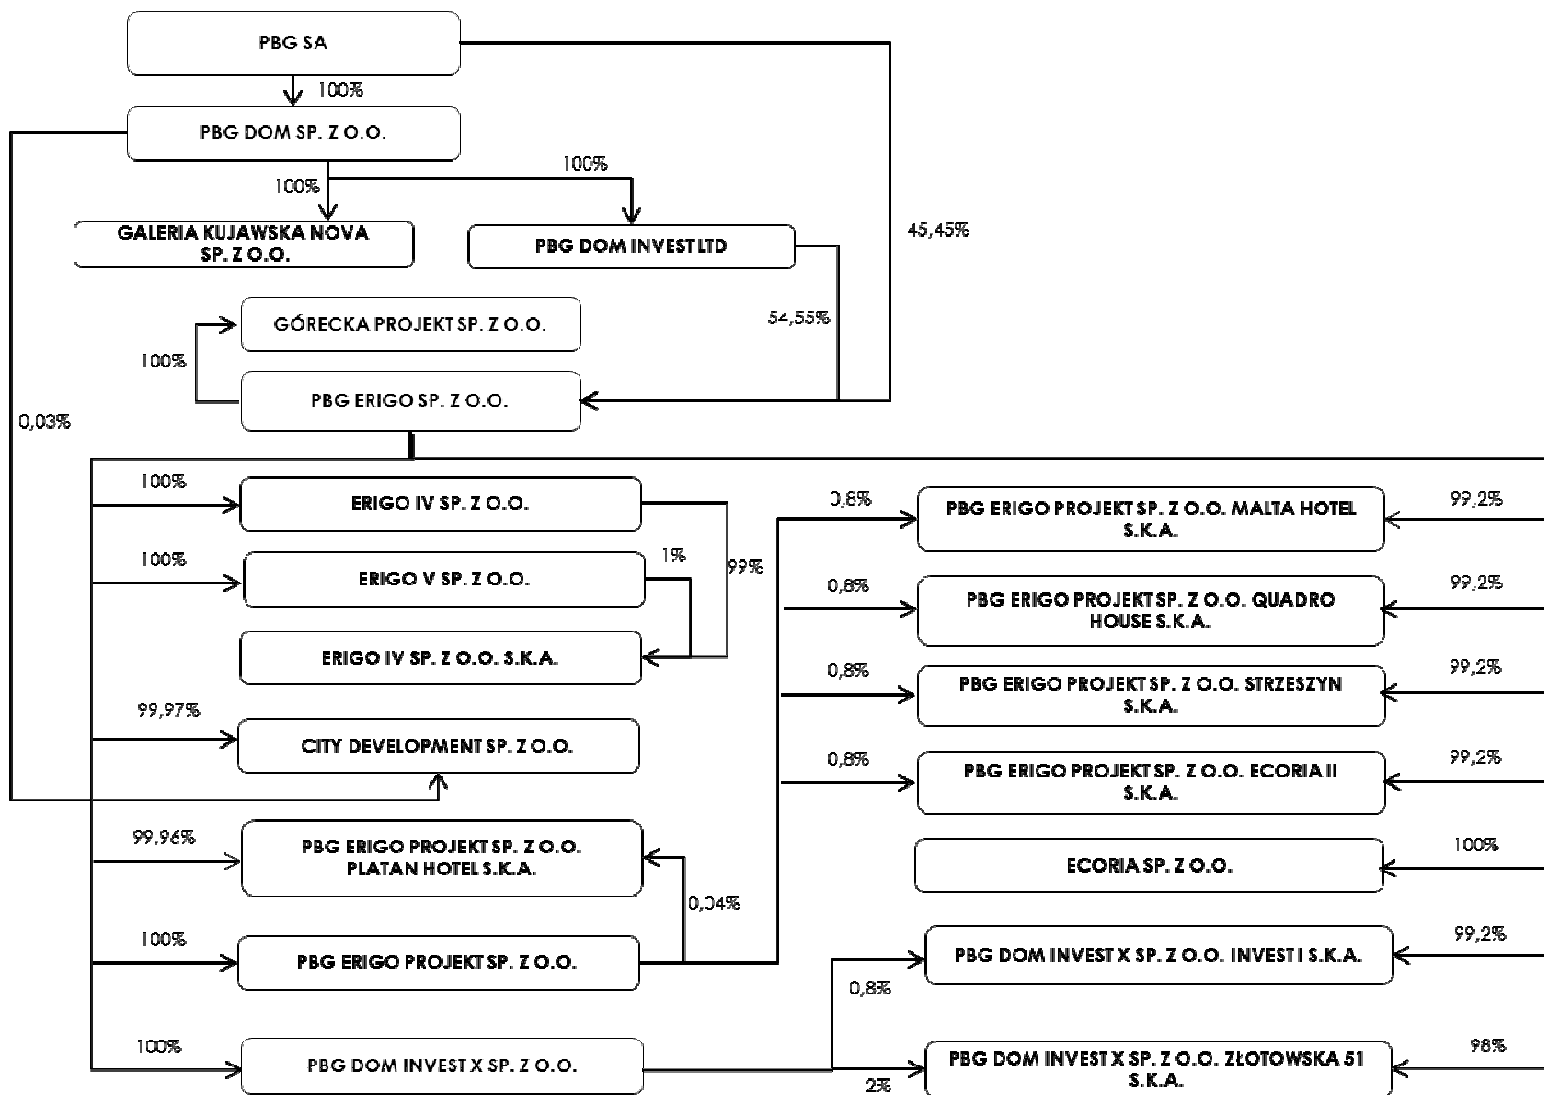 PBG SA
100%
PBG DOM SP. Z O.O.
100%
100%
GALERIA KUJAWSKA NOVA
SP. Z O.O.
PBG DOM INVEST LTD
45,45%
54,55%
GÓRECKA PROJEKT SP. Z O.O.
100%
PBG ERIGO SP. Z O.O.
0,03%
100%
ERIGO IV SP. Z O.O.
100%
ERIGO V SP. Z O.O.
1%
99%
ERIGO IV SP. Z O.O. S.K.A.
99,97%
CITY DEVELOPMENT SP. Z O.O.
99,96%
PBG ERIGO PROJEKT SP. Z O.O.
PLATAN HOTEL S.K.A.
0,04%
100%
PBG ERIGO PROJEKT SP. Z O.O.
100%
PBG DOM INVEST X SP. Z O.O.
0,8%
PBG ERIGO PROJEKT SP. Z O.O. MALTA HOTEL
S.K.A.
99,2%
0,8%
PBG ERIGO PROJEKT SP. Z O.O. QUADRO
HOUSE S.K.A.
99,2%
0,8%
PBG ERIGO PROJEKT SP. Z O.O. STRZESZYN
S.K.A.
99,2%
0,8%
PBG ERIGO PROJEKT SP. Z O.O. ECORIA II
S.K.A.
99,2%
ECORIA SP. Z O.O.
100%
PBG DOM INVEST X SP. Z O.O. INVEST I S.K.A.
99,2%
0,8%
PBG DOM INVEST X SP. Z O.O. ZŁOTOWSKA 51
S.K.A.
98%
2%